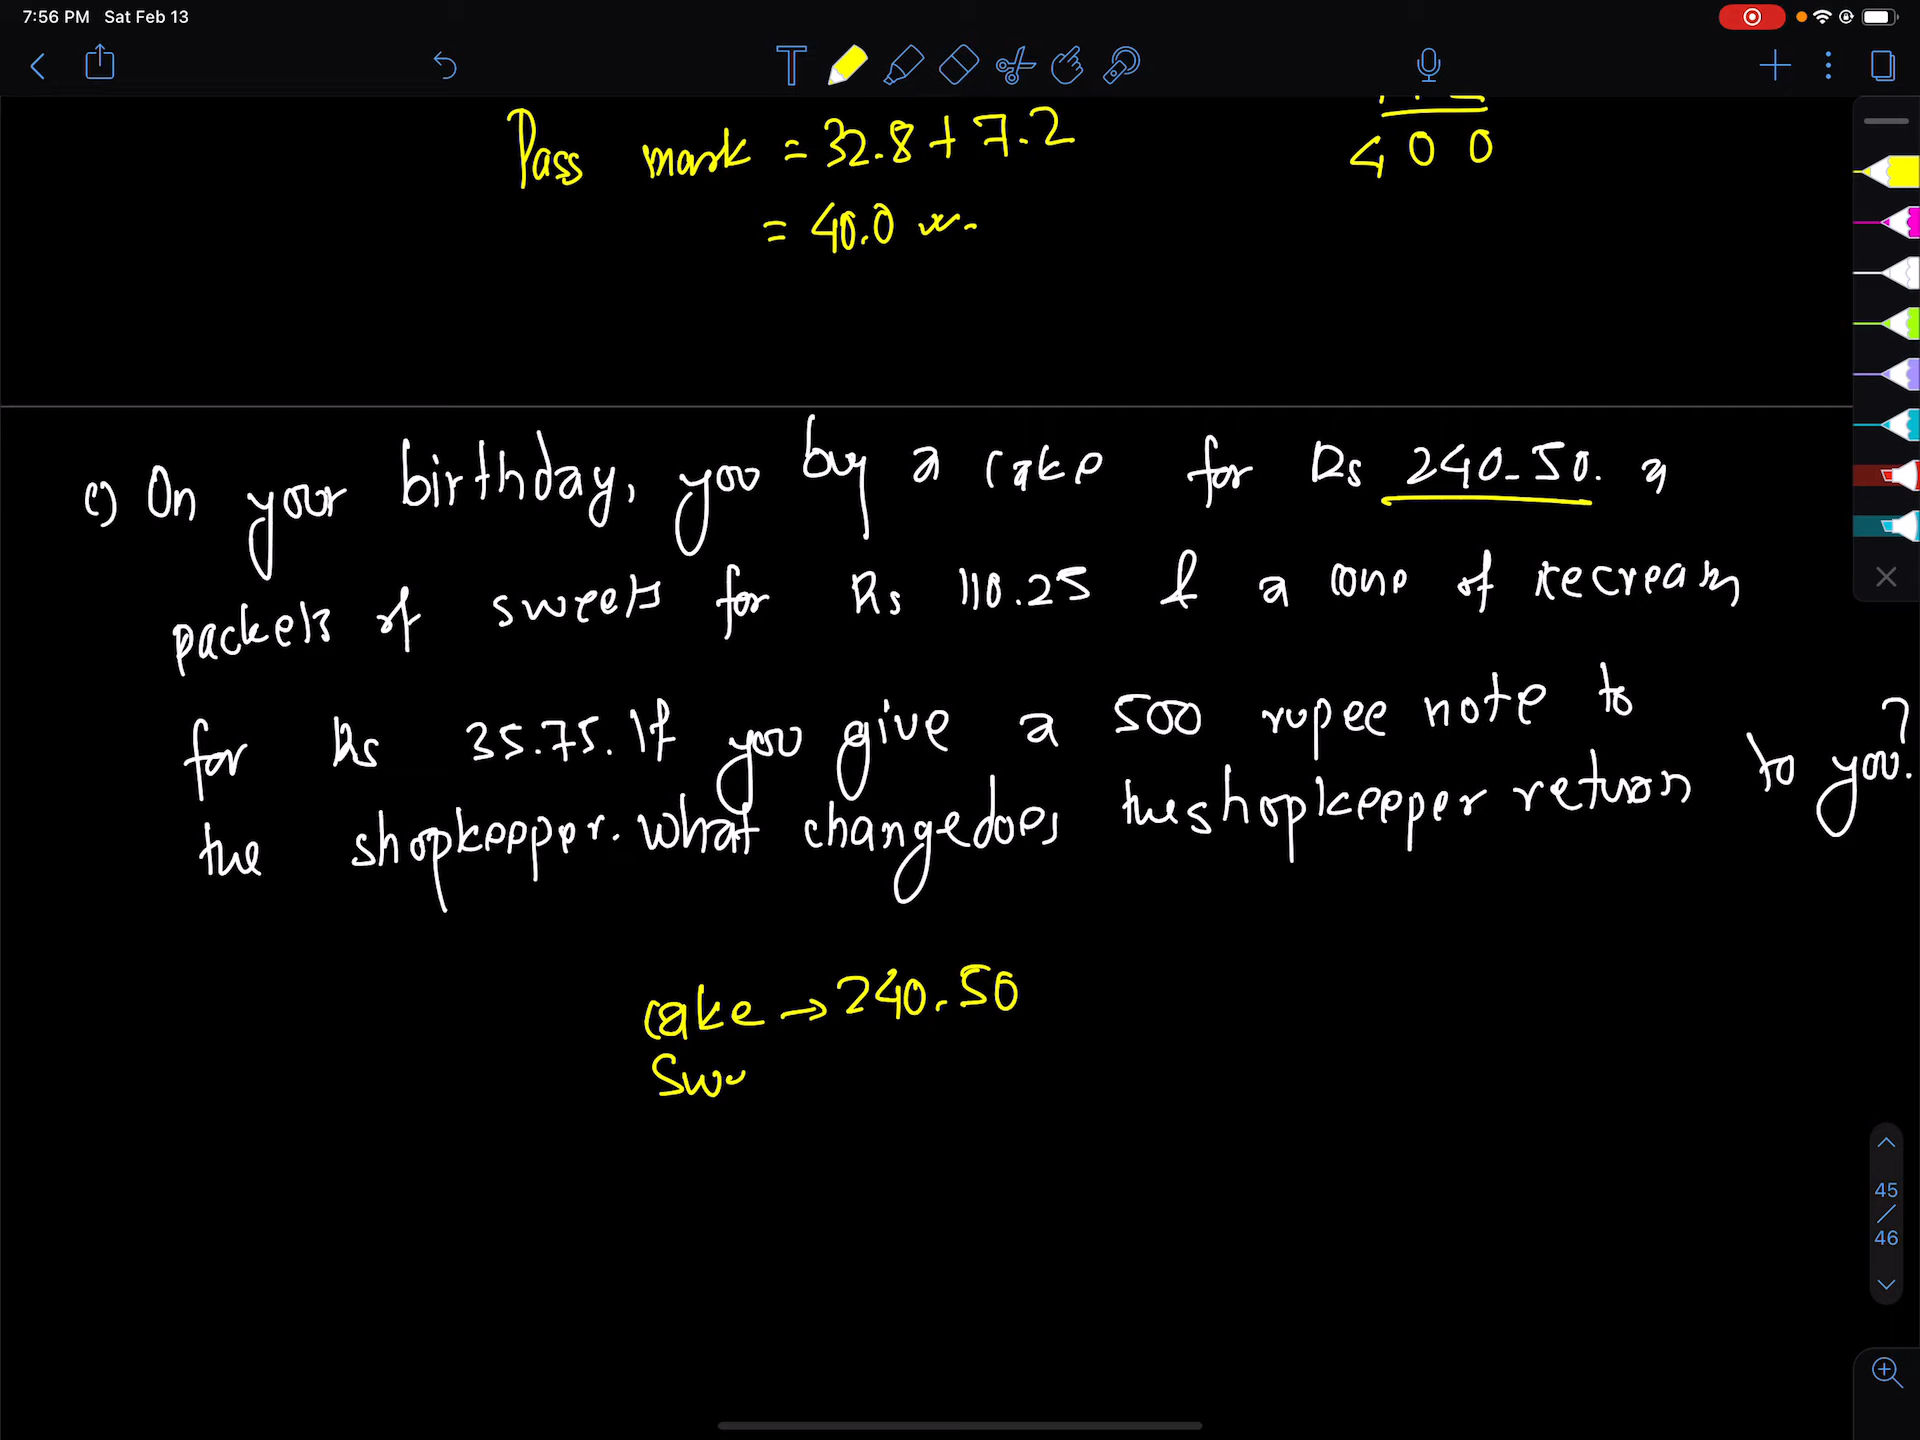 7:56 PM Sat Feb 13
Pass mark = 32.8 + 7.2
400
= 40.0
c) On your birthday, you buy a cake for Rs 240.50. a
packets of sweets for Rs 110.25 & a cone of icecream
for Rs 35.75. If you give a 500 rupee note to
the shopkeeper. what change does the shopkeeper return to you?
cake → 240.50
Sw
45
/
46